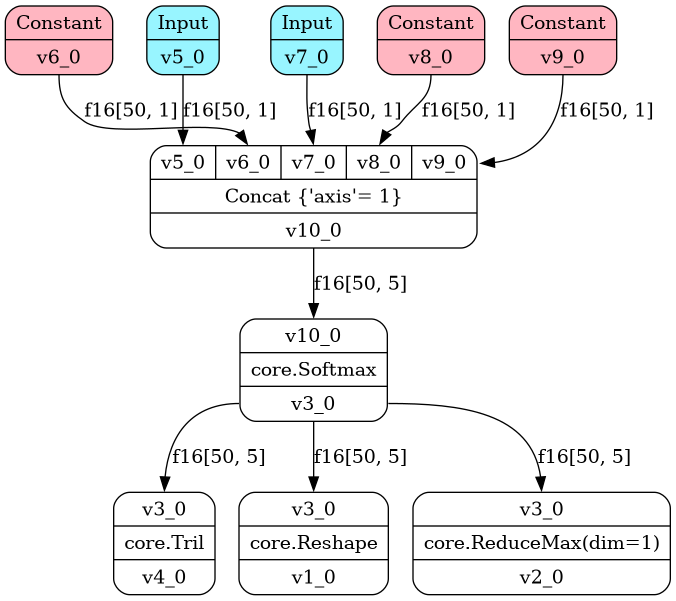 Constant
v6_0
Input
v5_0
Input
v7_0
Constant
v8_0
Constant
v9_0
f16[50, 1]
f16[50, 1]
f16[50, 1]
f16[50, 1]
f16[50, 1]
v5_0
v6_0
v7_0
v8_0
v9_0
Concat {'axis'= 1}
v10_0
f16[50, 5]
v10_0
core.Softmax
v3_0
f16[50, 5]
f16[50, 5]
f16[50, 5]
v3_0
core.Tril
v4_0
v3_0
core.Reshape
v1_0
v3_0
core.ReduceMax(dim=1)
v2_0